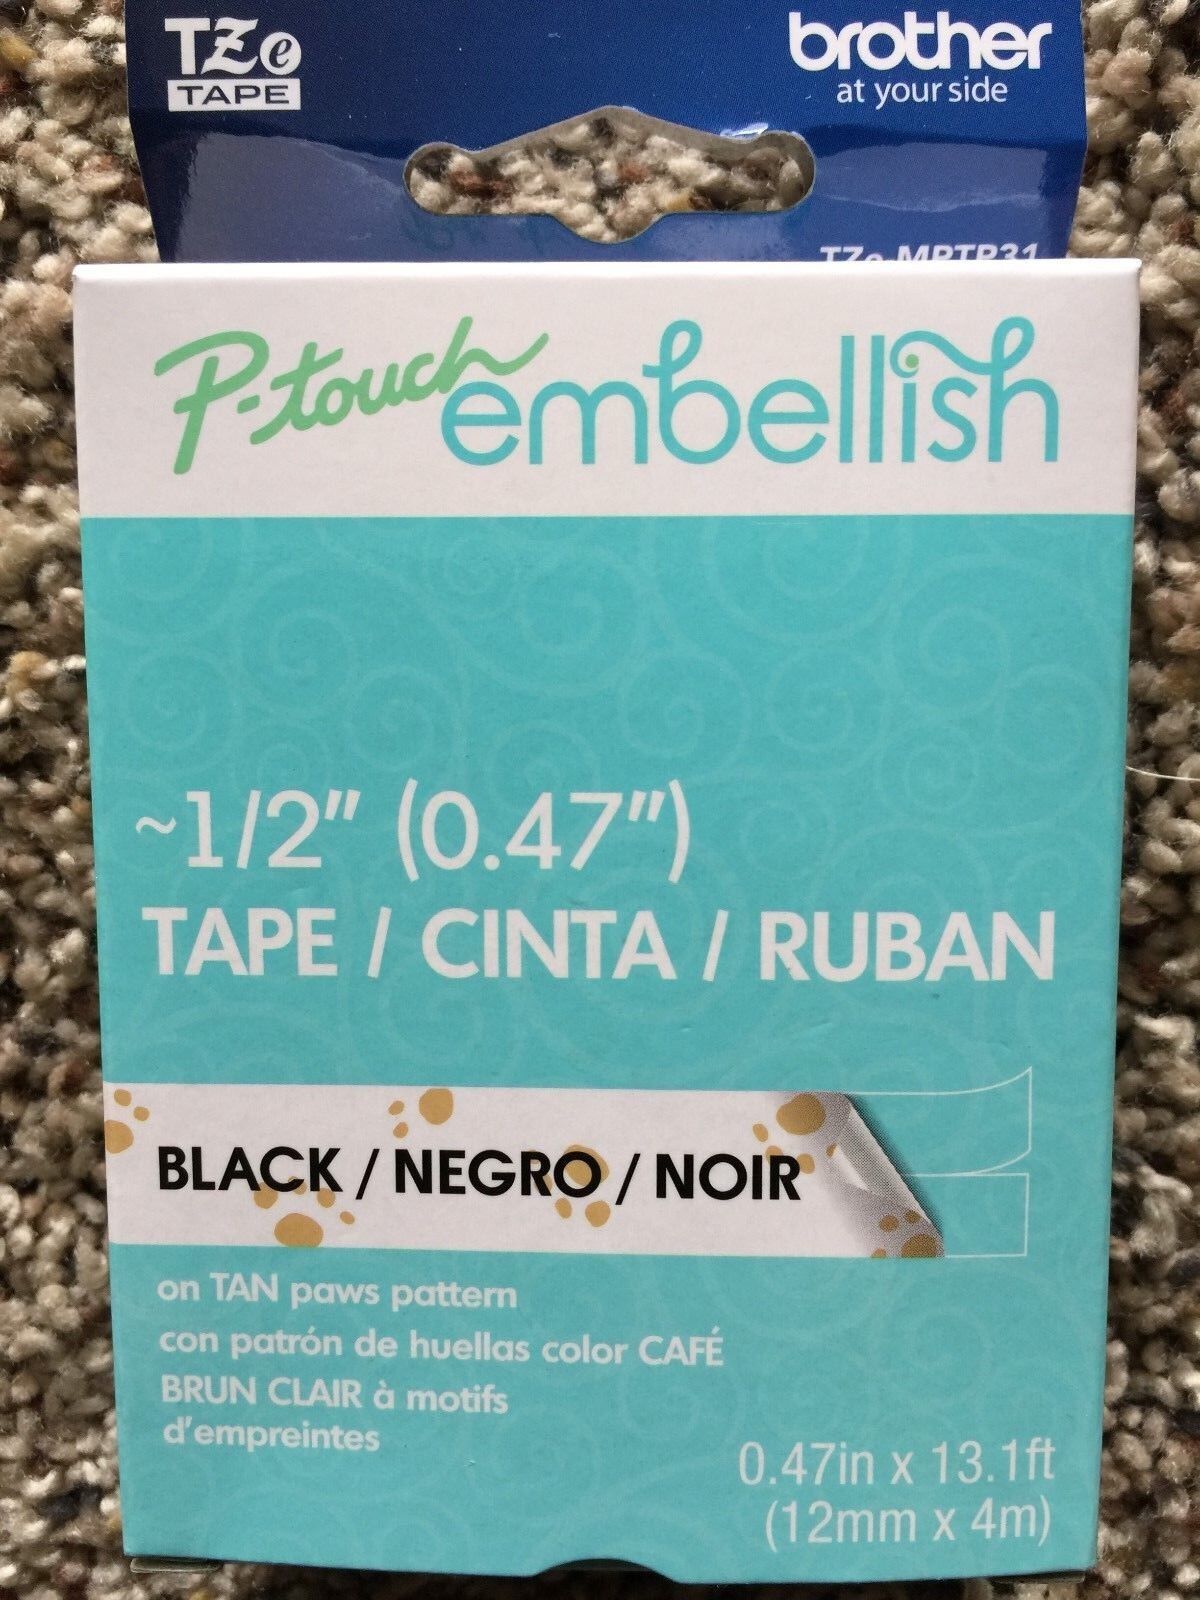 TZe
TAPE
brother
at your side
TZe-MPTP31
P-touch embellish
~1/2" (0.47")
TAPE / CINTA / RUBAN
BLACK / NEGRO / NOIR
on TAN paws pattern
con patrón de huellas color CAFÉ
BRUN CLAIR à motifs
d'empreintes
0.47in x 13.1ft
(12mm x 4m)